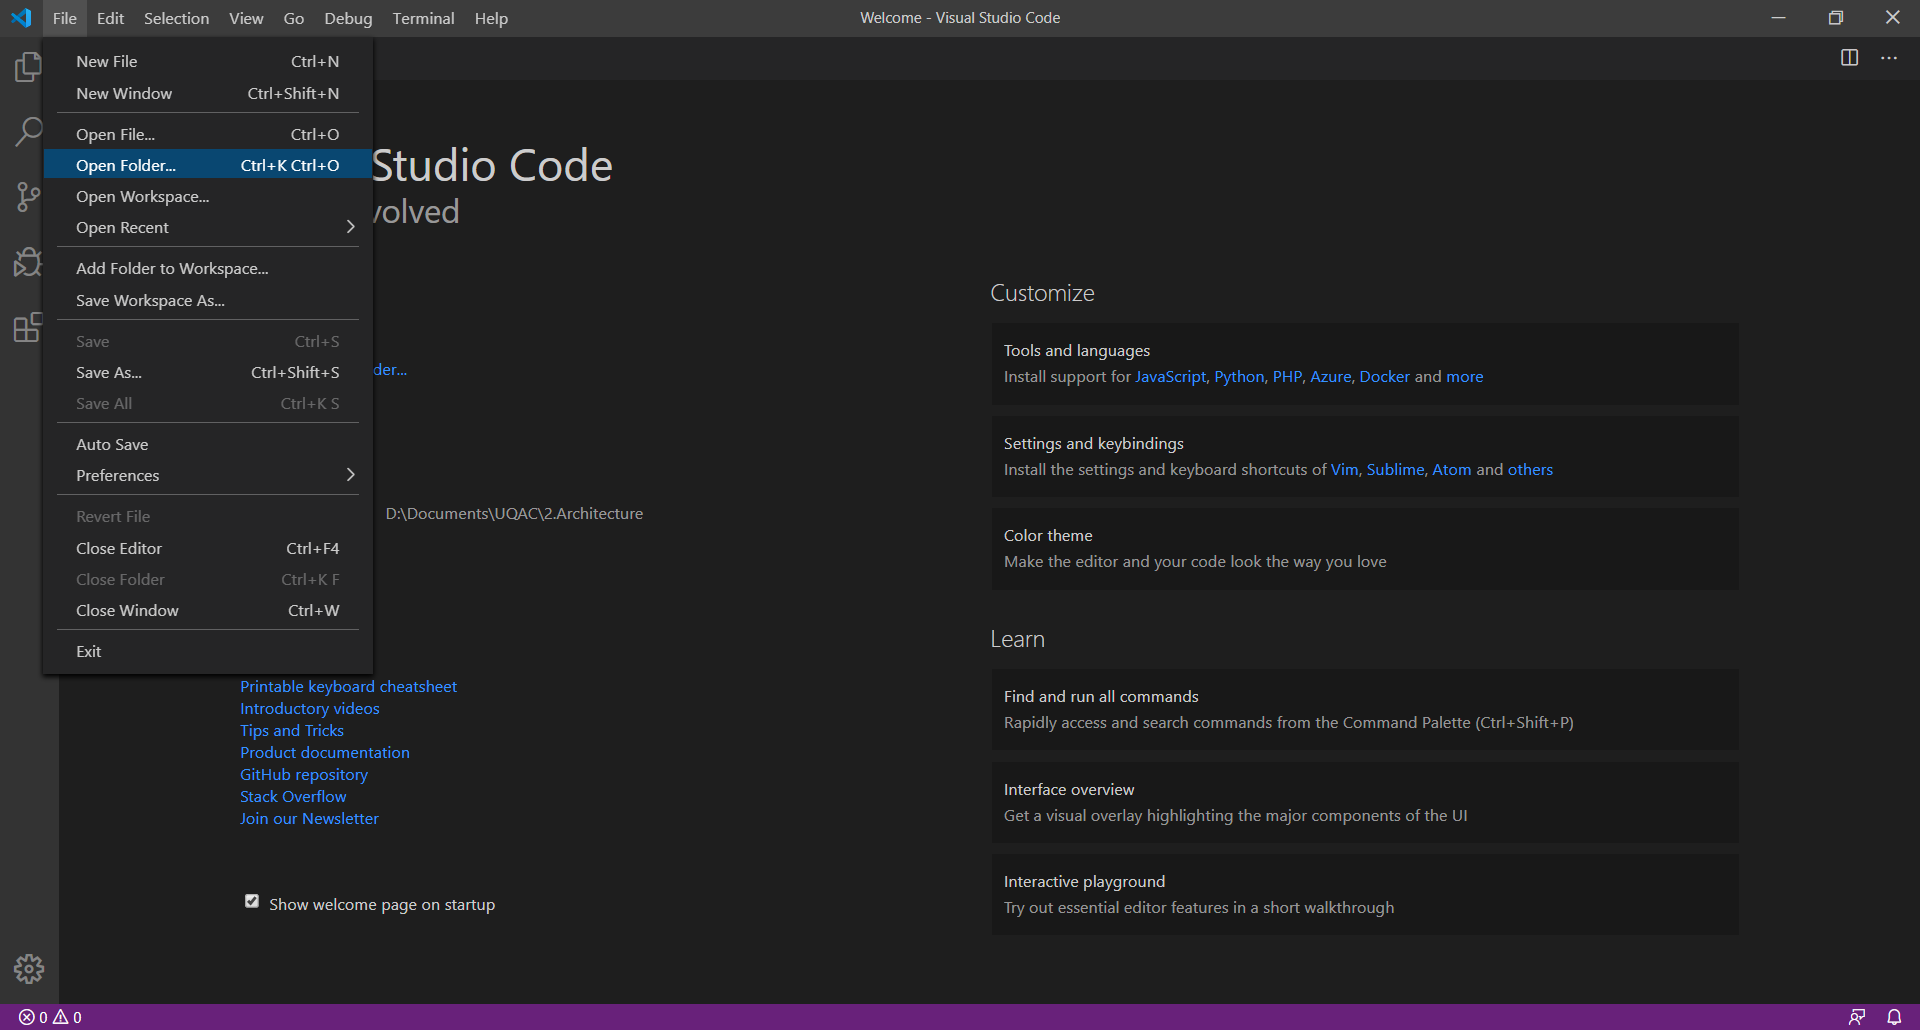 File Edit Selection View Go Debug Terminal Help
Welcome - Visual Studio Code
New File Ctrl+N
New Window Ctrl+Shift+N
Open File... Ctrl+O
Open Folder... Ctrl+K Ctrl+O
Open Workspace...
Open Recent
Add Folder to Workspace...
Save Workspace As...
Save Ctrl+S
Save As... Ctrl+Shift+S
Save All Ctrl+K S
Auto Save
Preferences
Revert File
Close Editor Ctrl+F4
Close Folder Ctrl+K F
Close Window Ctrl+W
Exit
Studio Code
volved
der...
D:\Documents\UQAC\2.Architecture
Printable keyboard cheatsheet
Introductory videos
Tips and Tricks
Product documentation
GitHub repository
Stack Overflow
Join our Newsletter
Show welcome page on startup
Customize
Tools and languages
Install support for JavaScript, Python, PHP, Azure, Docker and more
Settings and keybindings
Install the settings and keyboard shortcuts of Vim, Sublime, Atom and others
Color theme
Make the editor and your code look the way you love
Learn
Find and run all commands
Rapidly access and search commands from the Command Palette (Ctrl+Shift+P)
Interface overview
Get a visual overlay highlighting the major components of the UI
Interactive playground
Try out essential editor features in a short walkthrough
0 0